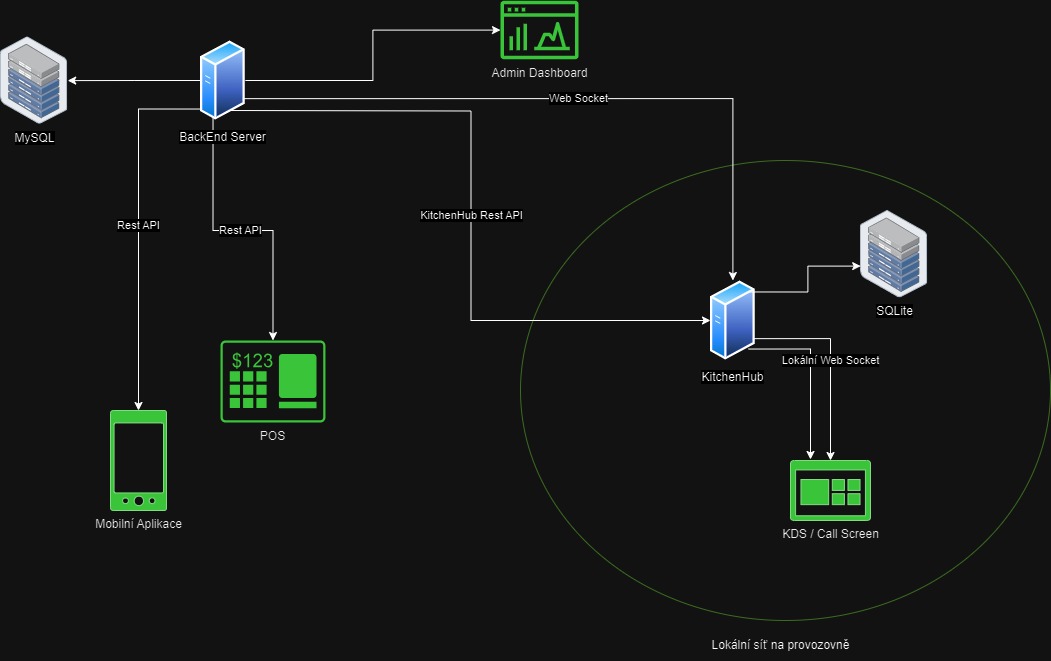 Admin Dashboard
Web Socket
MySQL
BackEnd Server
Rest API
Rest API
KitchenHub Rest API
SQLite
KitchenHub
Lokální Web Socket
$123
POS
Mobilní Aplikace
KDS / Call Screen
Lokální síť na provozovně